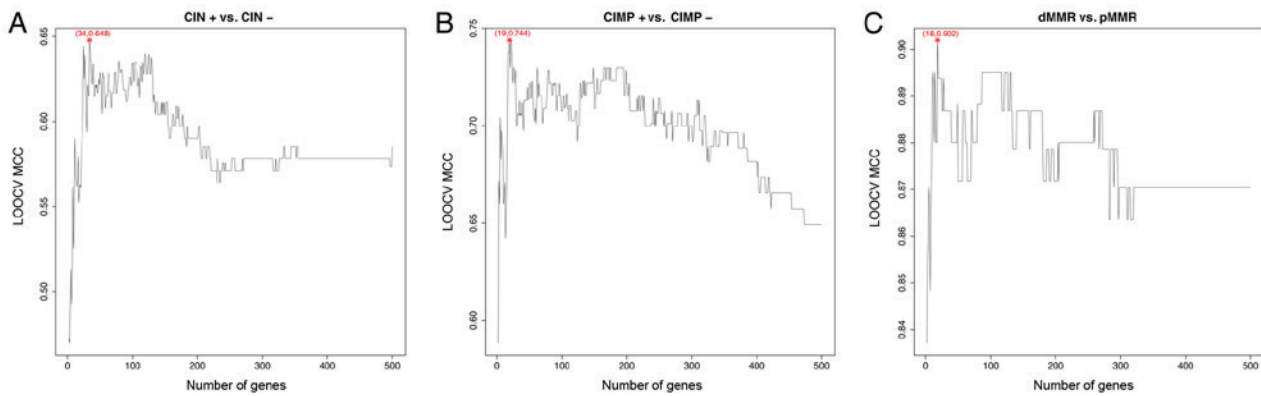 A
CIN + vs. CIN −
(34,0.648)
LOOCV MCC
0.65
0.60
0.55
0.50
0 100 200 300 400 500
Number of genes
B
CIMP + vs. CIMP −
(19,0.744)
LOOCV MCC
0.75
0.70
0.65
0.60
0 100 200 300 400 500
Number of genes
C
dMMR vs. pMMR
(18,0.902)
LOOCV MCC
0.90
0.89
0.88
0.87
0.86
0.85
0.84
0 100 200 300 400 500
Number of genes